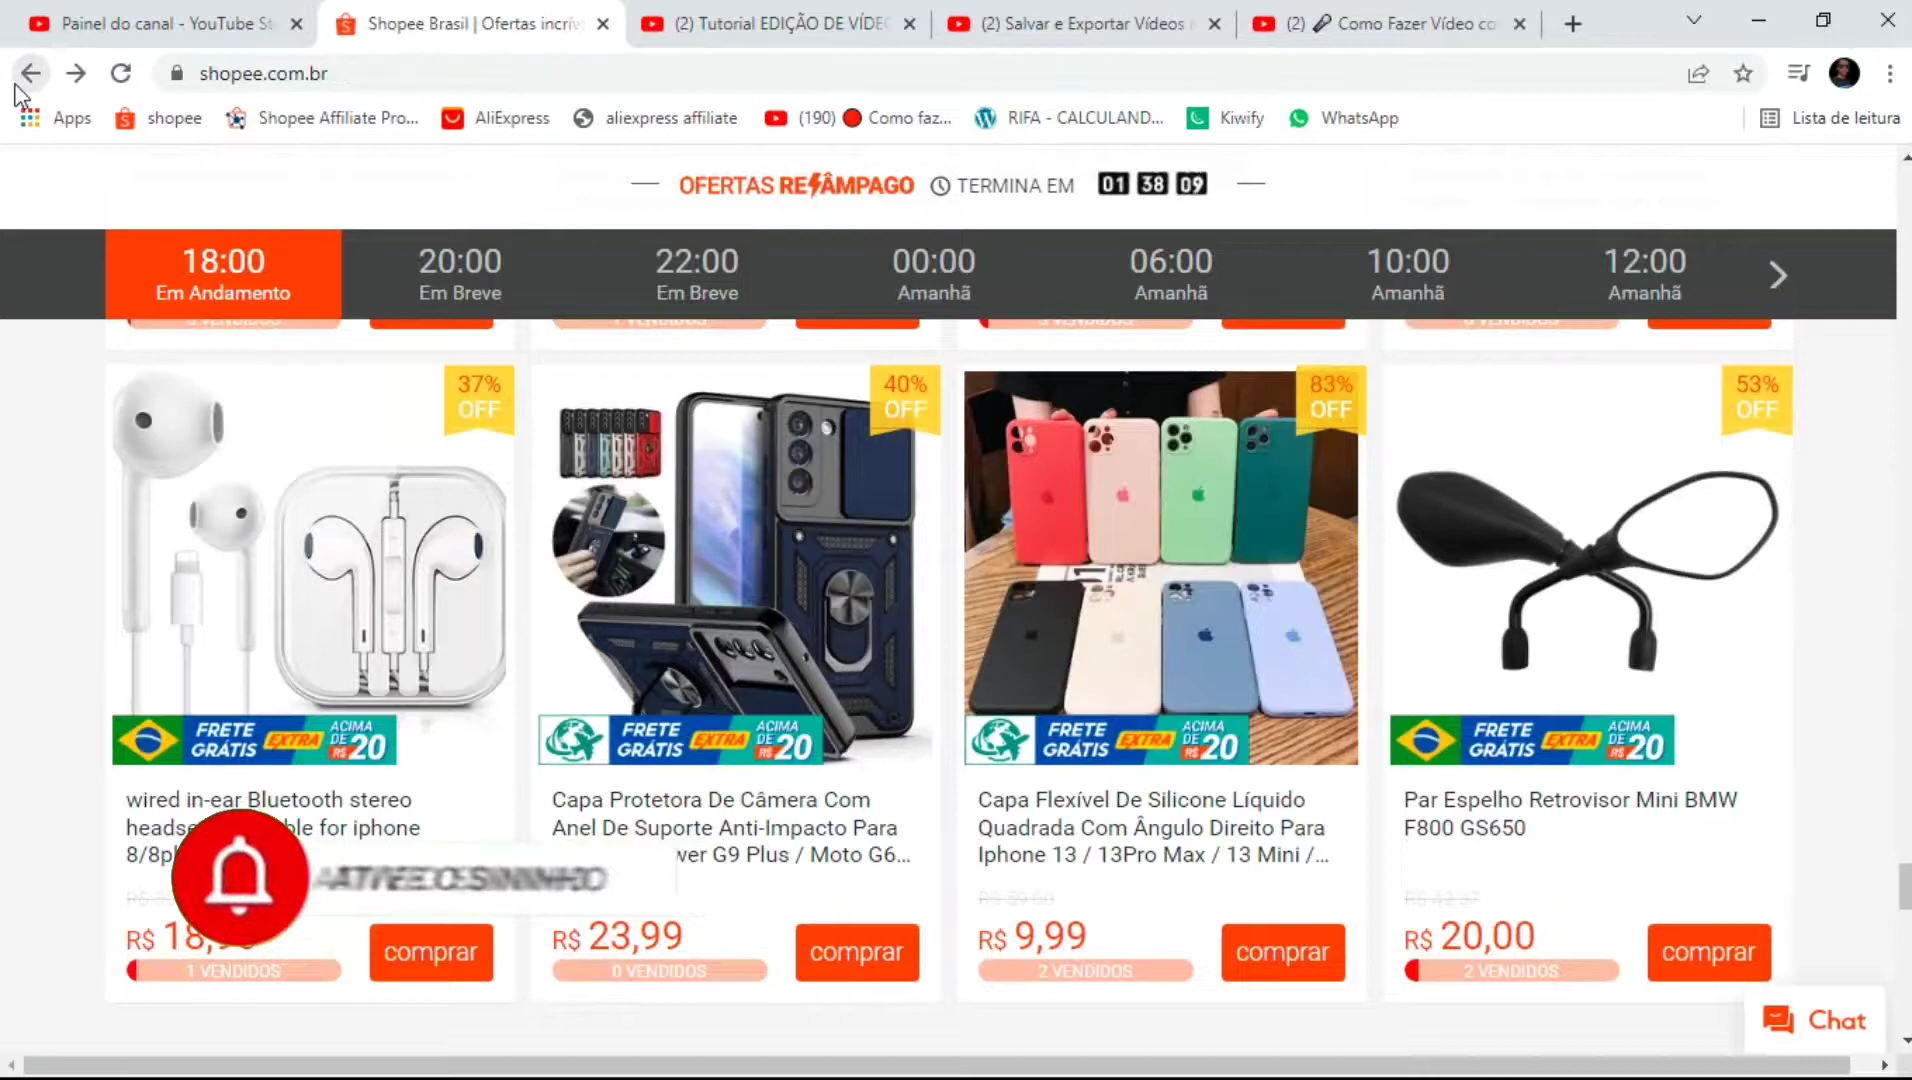 Painel do canal - YouTube St
Shopee Brasil | Ofertas incrív
(2) Tutorial EDIÇÃO DE VÍDE
(2) Salvar e Exportar Vídeos
(2) 🎤 Como Fazer Vídeo co
shopee.com.br
Apps
shopee
Shopee Affiliate Pro...
AliExpress
aliexpress affiliate
(190) 🔴 Como faz...
RIFA - CALCULAND...
Kiwify
WhatsApp
Lista de leitura
OFERTAS RELÂMPAGO
TERMINA EM
01 38 09
18:00
Em Andamento
20:00
Em Breve
22:00
Em Breve
00:00
Amanhã
06:00
Amanhã
10:00
Amanhã
12:00
Amanhã
37%
OFF
40%
OFF
83%
OFF
53%
OFF
FRETE GRÁTIS EXTRA ACIMA DE R$20
FRETE GRÁTIS EXTRA ACIMA DE R$20
FRETE GRÁTIS EXTRA ACIMA DE R$20
FRETE GRÁTIS EXTRA ACIMA DE R$20
wired in-ear Bluetooth stereo
for iphone
R$ 18,
1 VENDIDOS
comprar
Capa Protetora De Câmera Com
Anel De Suporte Anti-Impacto Para
G9 Plus / Moto G6...
R$ 23,99
0 VENDIDOS
comprar
Capa Flexível De Silicone Líquido
Quadrada Com Ângulo Direito Para
Iphone 13 / 13Pro Max / 13 Mini /...
R$ 9,99
2 VENDIDOS
comprar
Par Espelho Retrovisor Mini BMW
F800 GS650
R$ 20,00
2 VENDIDOS
comprar
ATIVE O SININHO
Chat